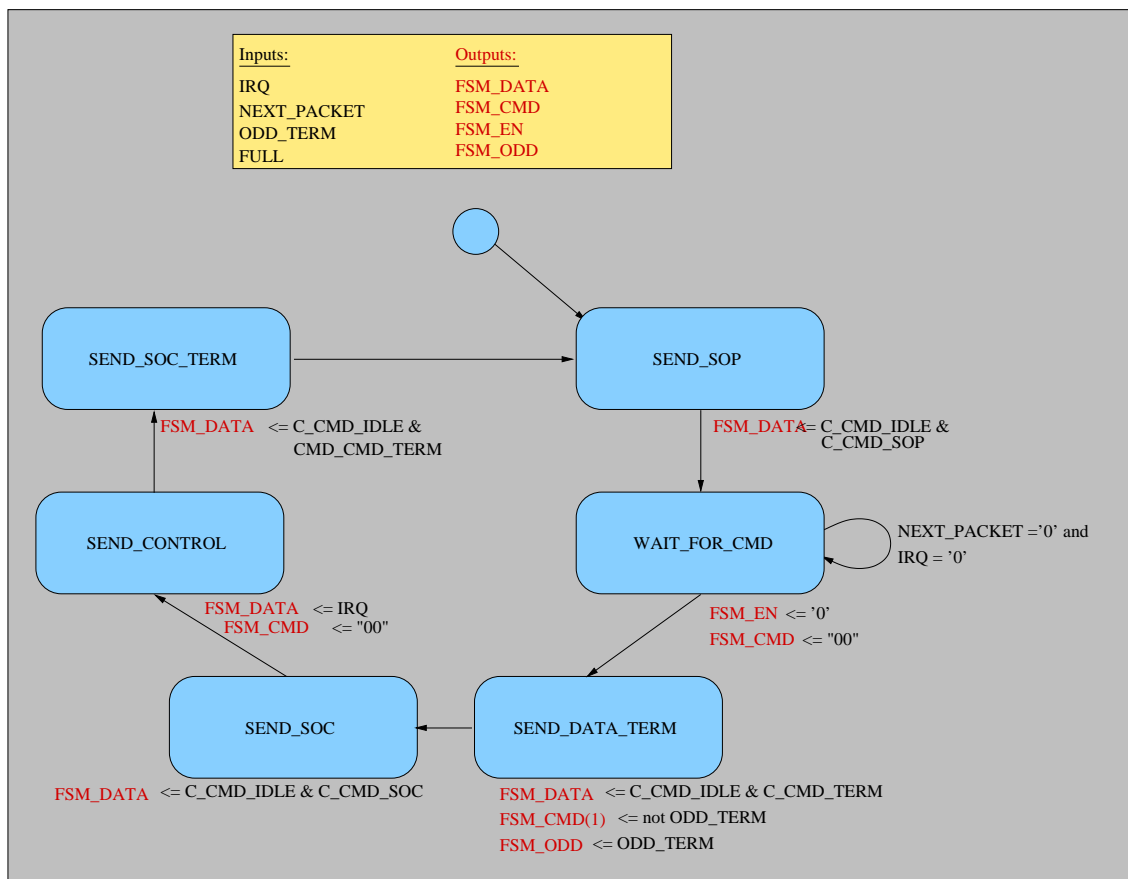 Inputs:
Outputs:
IRQ
FSM_DATA
NEXT_PACKET
FSM_CMD
ODD_TERM
FSM_EN
FULL
FSM_ODD
SEND_SOC_TERM
SEND_SOP
FSM_DATA <= C_CMD_IDLE &
CMD_CMD_TERM
FSM_DATA <= C_CMD_IDLE &
C_CMD_SOP
SEND_CONTROL
WAIT_FOR_CMD
NEXT_PACKET ='0' and
IRQ = '0'
FSM_DATA <= IRQ
FSM_CMD <= "00"
FSM_EN <= '0'
FSM_CMD <= "00"
SEND_SOC
SEND_DATA_TERM
FSM_DATA <= C_CMD_IDLE & C_CMD_SOC
FSM_DATA <= C_CMD_IDLE & C_CMD_TERM
FSM_CMD(1) <= not ODD_TERM
FSM_ODD <= ODD_TERM